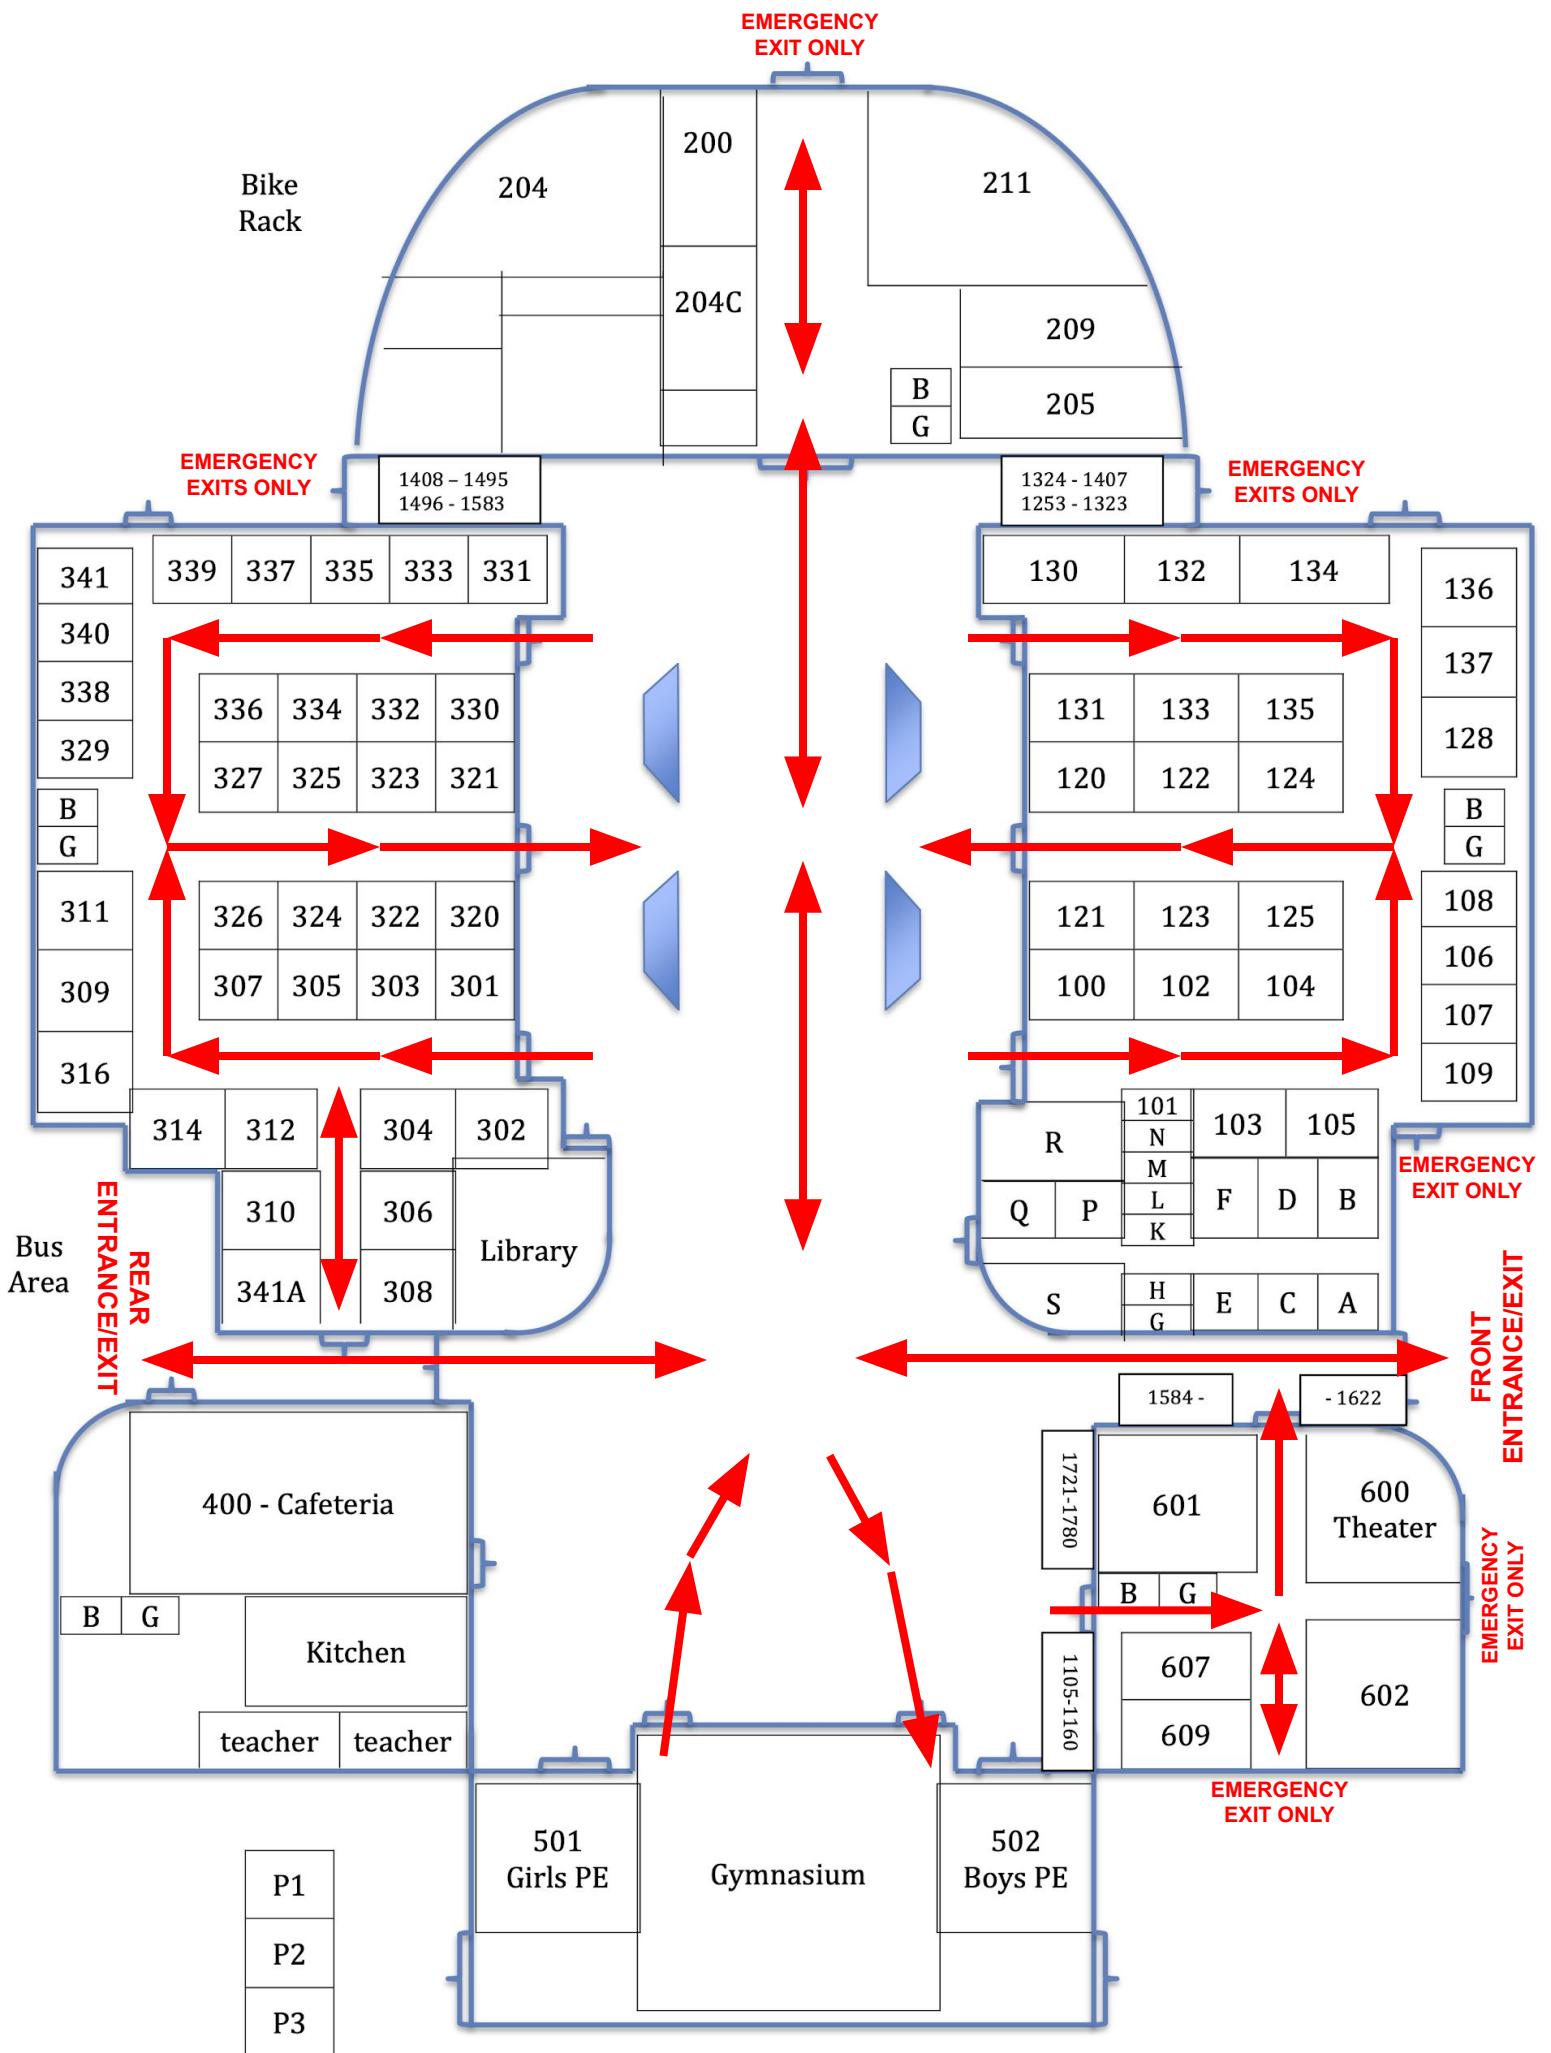 EMERGENCY
EXIT ONLY
Bike
Rack
204
200
211
204C
209
205
B
G
EMERGENCY
EXITS ONLY
1408 – 1495
1496 - 1583
1324 - 1407
1253 - 1323
EMERGENCY
EXITS ONLY
341
340
338
329
339 337 335 333 331
336 334 332 330
327 325 323 321
B
G
311
309
316
326 324 322 320
307 305 303 301
314 312 304 302
310 306
341A 308
Library
130 132 134
136
137
128
131 133 135
120 122 124
B
G
121 123 125
100 102 104
108
106
107
109
R
Q P
S
101
N
M
L
K
H
G
103 105
F D B
E C A
EMERGENCY
EXIT ONLY
Bus
Area
REAR
ENTRANCE/EXIT
FRONT
ENTRANCE/EXIT
1584 -
- 1622
400 - Cafeteria
B G
Kitchen
teacher teacher
1721-1780
1105-1160
601
600
Theater
B G
607
609
602
EMERGENCY
EXIT ONLY
EMERGENCY
EXIT ONLY
501
Girls PE
Gymnasium
502
Boys PE
P1
P2
P3